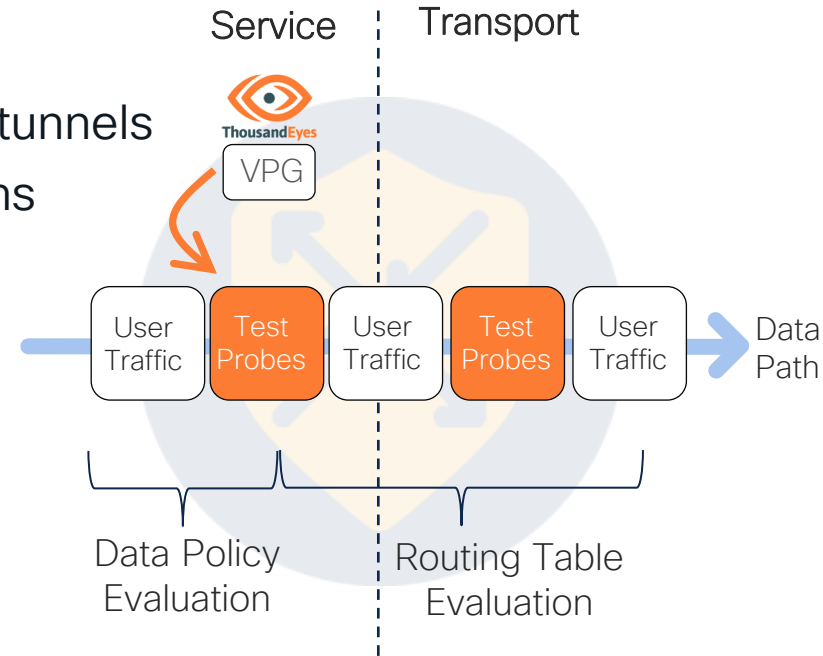 Service
Transport
tunnels
ns
ThousandEyes
VPG
User
Traffic
Test
Probes
User
Traffic
Test
Probes
User
Traffic
Data
Path
Data Policy
Evaluation
Routing Table
Evaluation